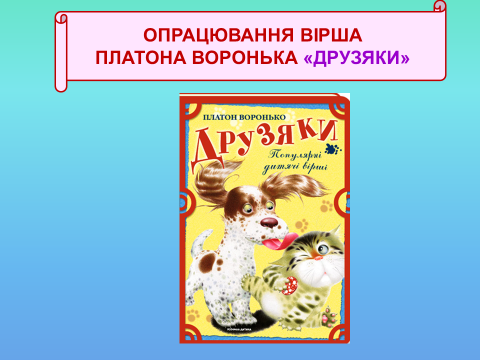 ОПРАЦЮВАННЯ ВІРША
ПЛАТОНА ВОРОНЬКА «ДРУЗЯКИ»
ПЛАТОН ВОРОНЬКО
ДРУЗЯКИ
Популярні
дитячі вірші